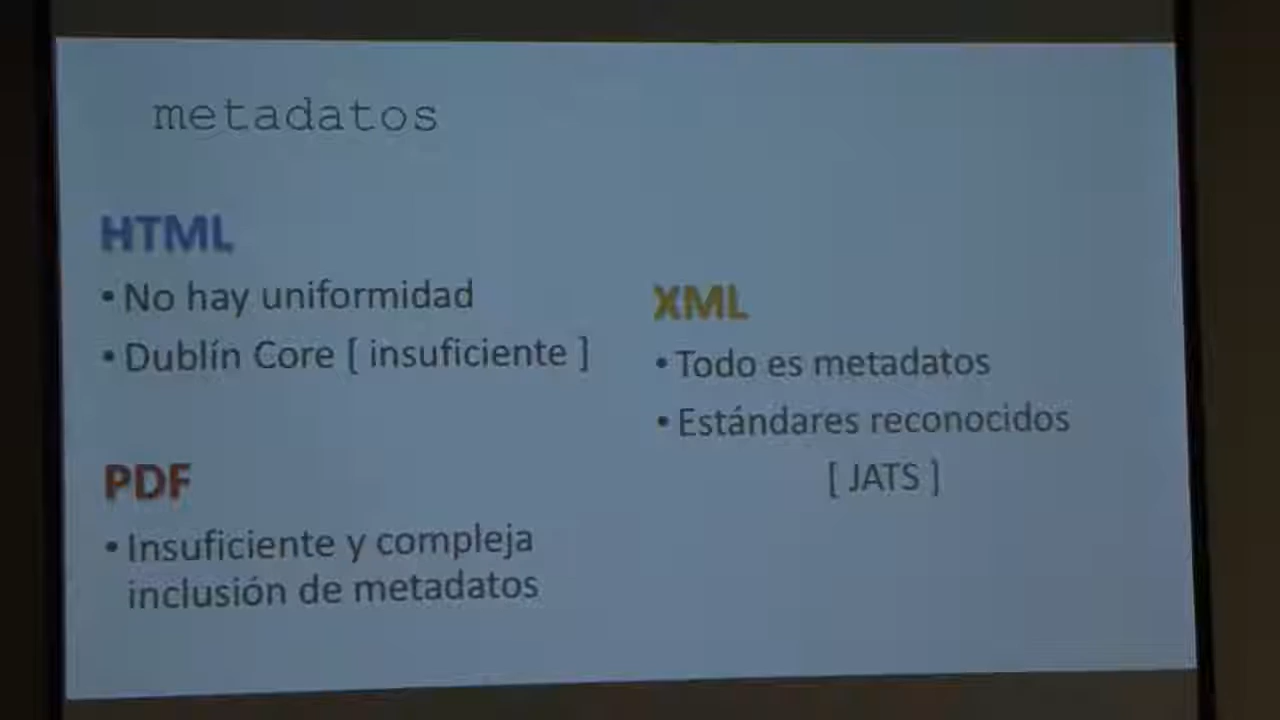 metadatos
HTML
• No hay uniformidad
• Dublín Core [ insuficiente ]
PDF
• Insuficiente y compleja
inclusión de metadatos
XML
• Todo es metadatos
• Estándares reconocidos
[ JATS ]